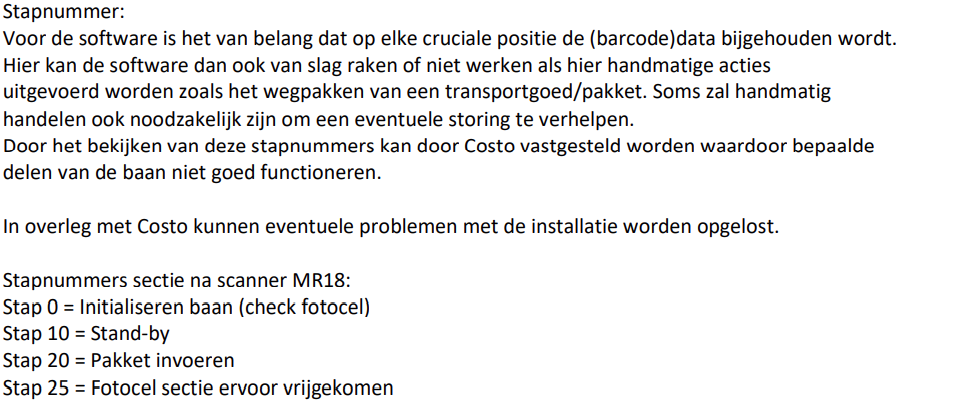 Stapnummer:
Voor de software is het van belang dat op elke cruciale positie de (barcode)data bijgehouden wordt.
Hier kan de software dan ook van slag raken of niet werken als hier handmatige acties
uitgevoerd worden zoals het wegpakken van een transportgoed/pakket. Soms zal handmatig
handelen ook noodzakelijk zijn om een eventuele storing te verhelpen.
Door het bekijken van deze stapnummers kan door Costo vastgesteld worden waardoor bepaalde
delen van de baan niet goed functioneren.

In overleg met Costo kunnen eventuele problemen met de installatie worden opgelost.

Stapnummers sectie na scanner MR18:
Stap 0 = Initialiseren baan (check fotocel)
Stap 10 = Stand-by
Stap 20 = Pakket invoeren
Stap 25 = Fotocel sectie ervoor vrijgekomen